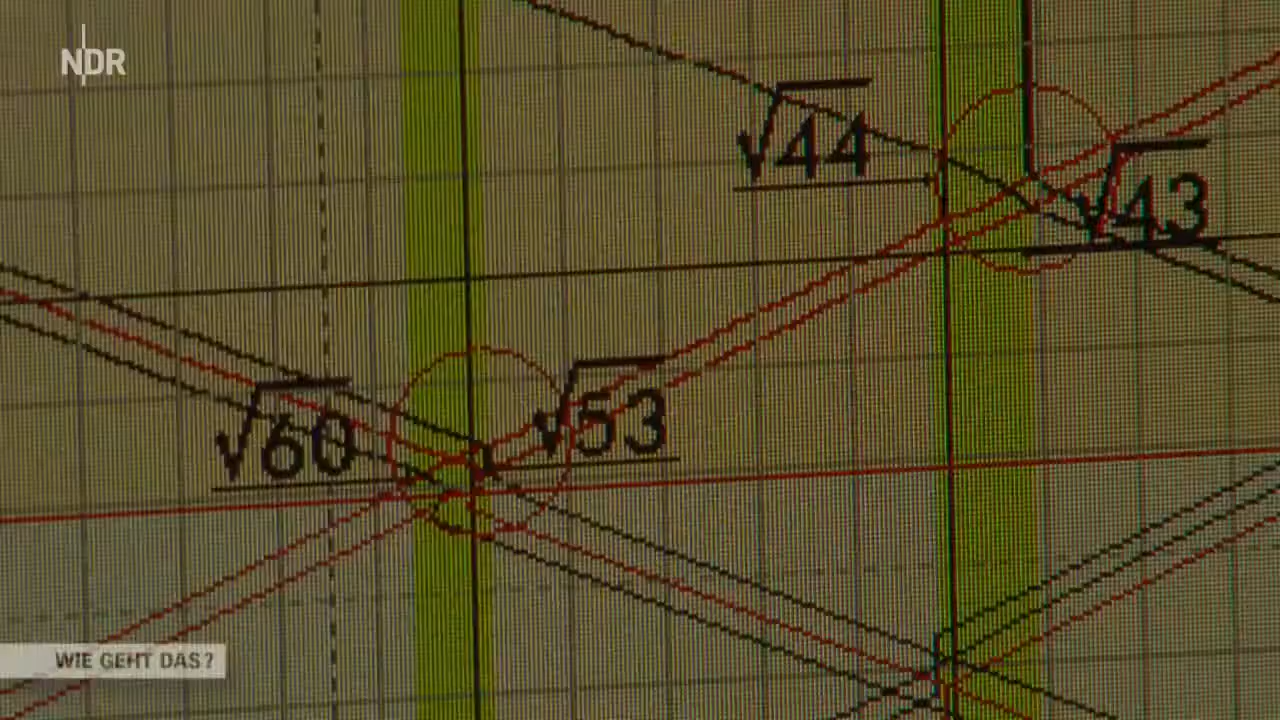 NDR
√44
√43
√53
√60
WIE GEHT DAS?